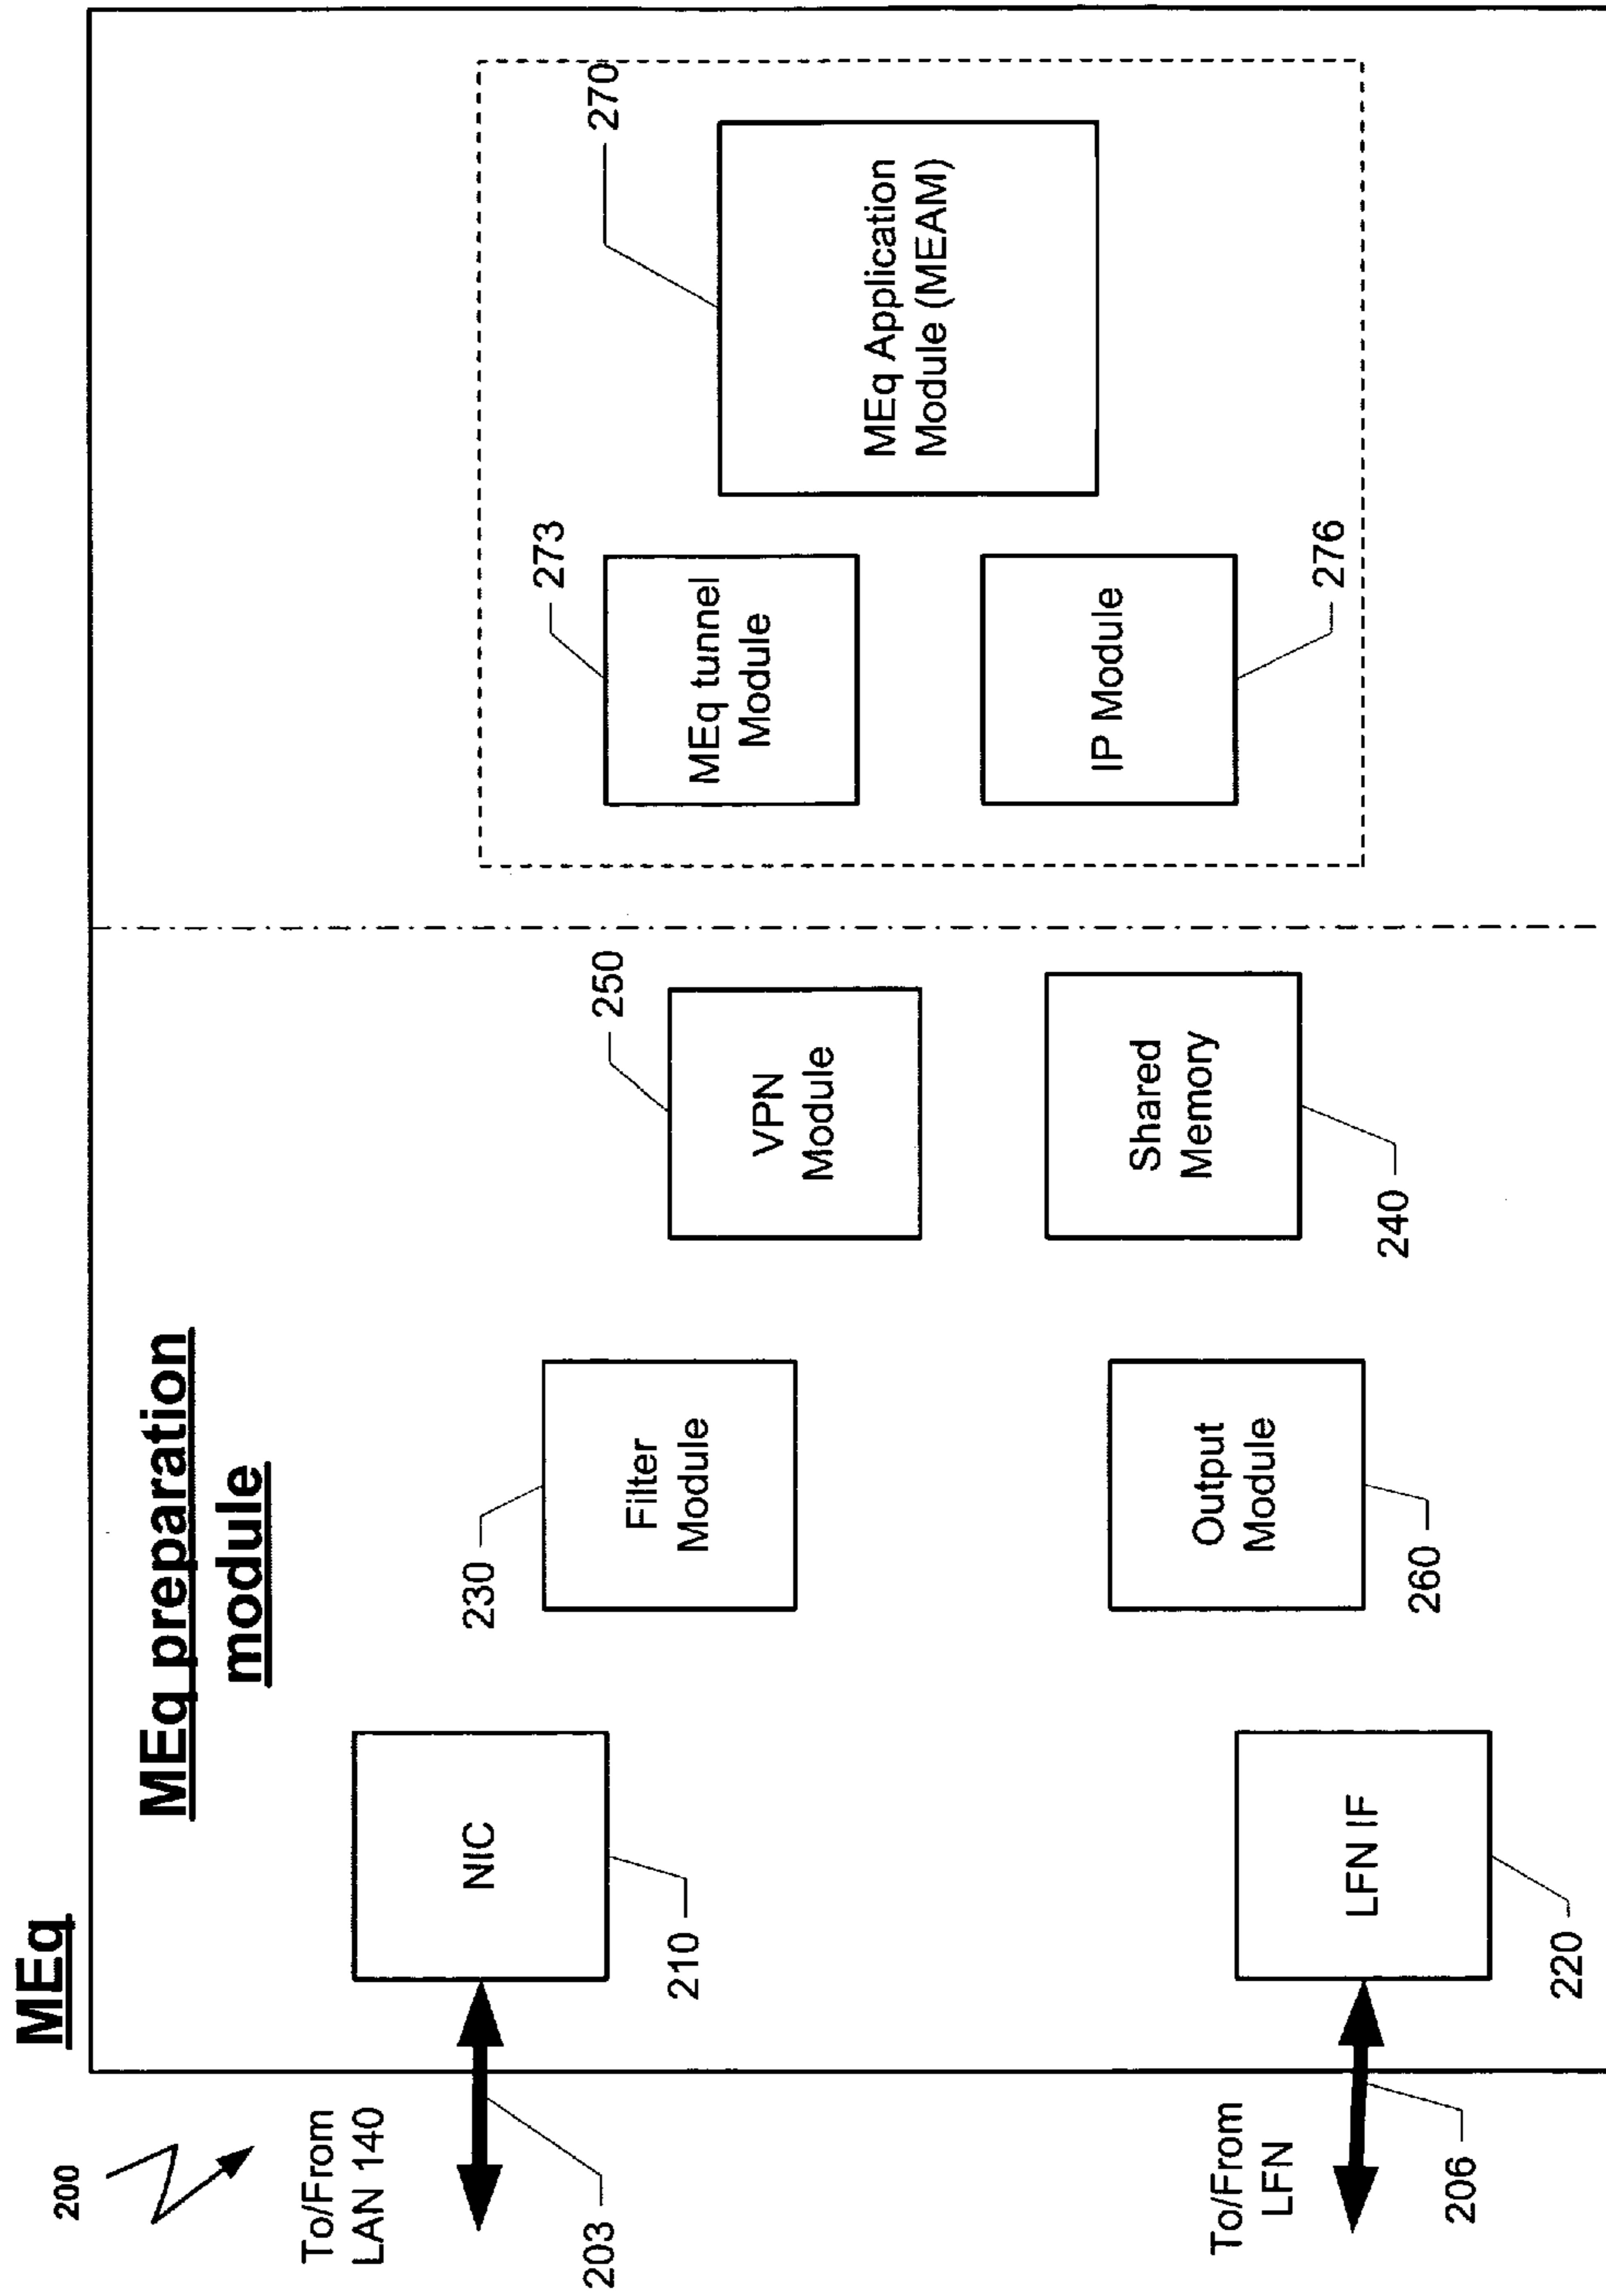 MEq
200
MEq preparation
module
To/From
LAN 140
203
NIC
210
230
Filter
Module
250
VPN
Module
273
MEq tunnel
Module
270
MEq Application
Module (MEAM)
To/From
LFN
206
LFN IF
220
Output
Module
260
Shared
Memory
240
IP Module
276